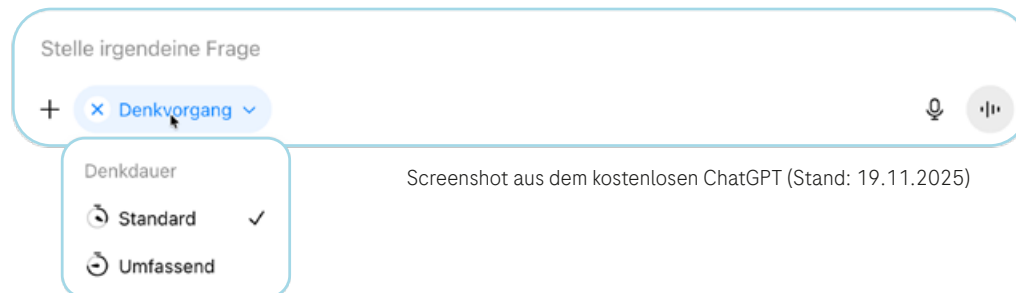 Stelle irgendeine Frage
Denkvorgang
Denkdauer
Screenshot aus dem kostenlosen ChatGPT (Stand: 19.11.2025)
Standard
Umfassend